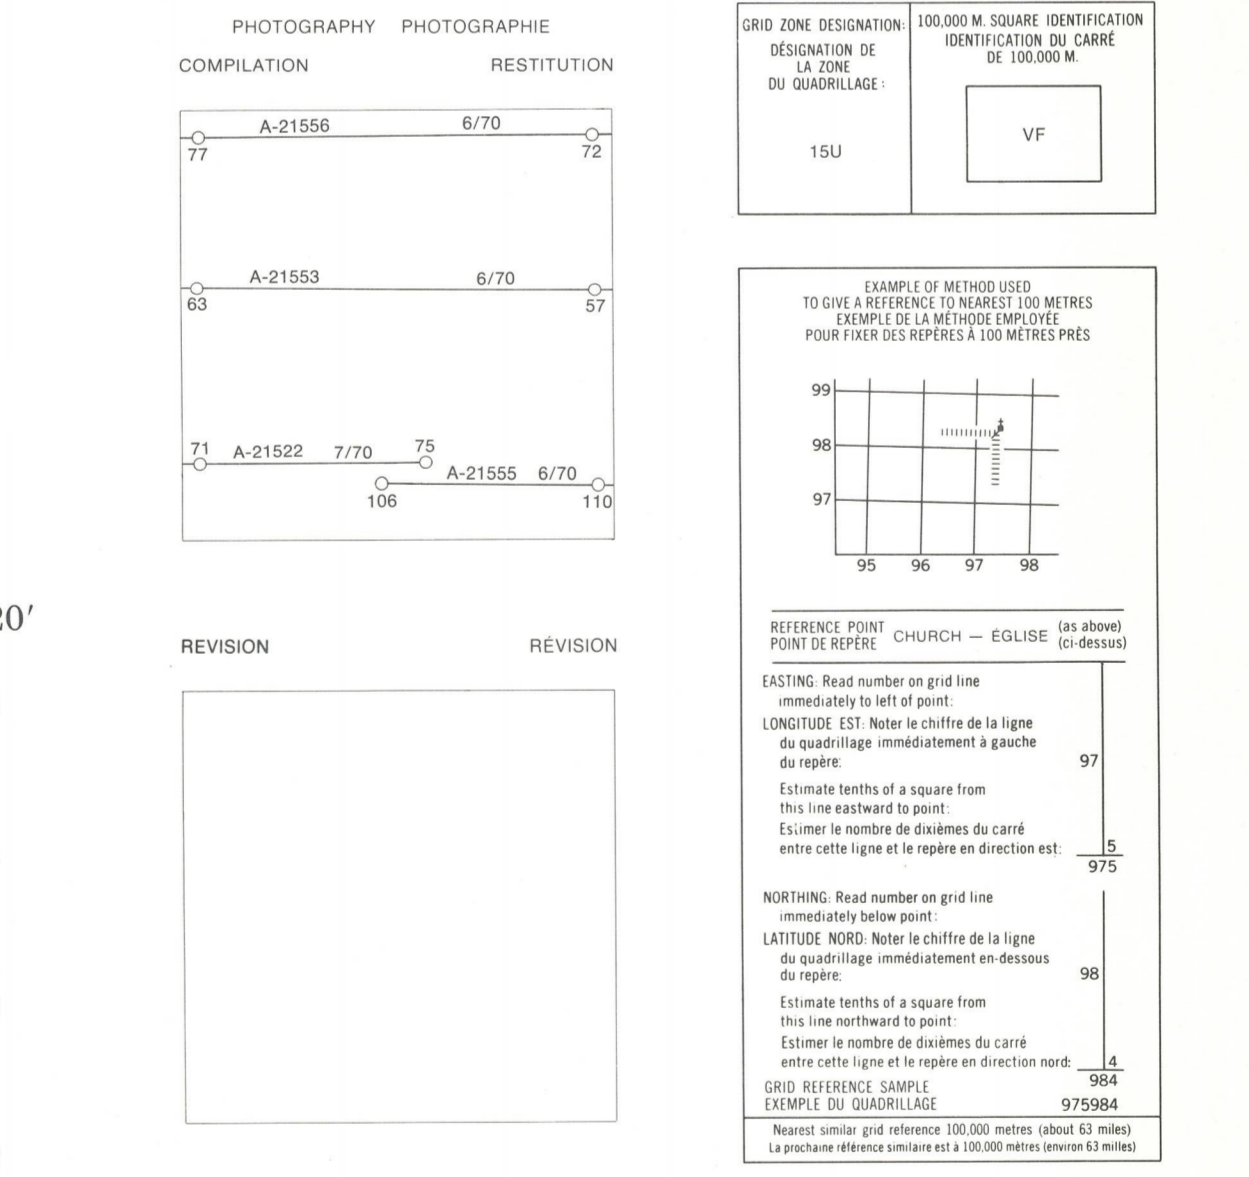 PHOTOGRAPHY PHOTOGRAPHIE
COMPILATION RESTITUTION
A-21556 6/70
77 72
A-21553 6/70
63 57
71 A-21522 7/70 75
A-21555 6/70
106 110
20′
REVISION RÉVISION
GRID ZONE DESIGNATION:
DÉSIGNATION DE
LA ZONE
DU QUADRILLAGE:
15U
100,000 M. SQUARE IDENTIFICATION
IDENTIFICATION DU CARRÉ
DE 100,000 M.
VF
EXAMPLE OF METHOD USED
TO GIVE A REFERENCE TO NEAREST 100 METRES
EXEMPLE DE LA MÉTHODE EMPLOYÉE
POUR FIXER DES REPÈRES À 100 MÈTRES PRÈS
99
98
97
95 96 97 98
REFERENCE POINT
POINT DE REPÈRE
CHURCH — ÉGLISE
(as above)
(ci-dessus)
EASTING: Read number on grid line
immediately to left of point:
LONGITUDE EST: Noter le chiffre de la ligne
du quadrillage immédiatement à gauche
du repère: 97
Estimate tenths of a square from
this line eastward to point:
Estimer le nombre de dixièmes du carré
entre cette ligne et le repère en direction est: 5
975
NORTHING: Read number on grid line
immediately below point:
LATITUDE NORD: Noter le chiffre de la ligne
du quadrillage immédiatement en-dessous
du repère: 98
Estimate tenths of a square from
this line northward to point:
Estimer le nombre de dixièmes du carré
entre cette ligne et le repère en direction nord: 4
984
GRID REFERENCE SAMPLE
EXEMPLE DU QUADRILLAGE 975984
Nearest similar grid reference 100,000 metres (about 63 miles)
La prochaine référence similaire est à 100,000 mètres (environ 63 milles)